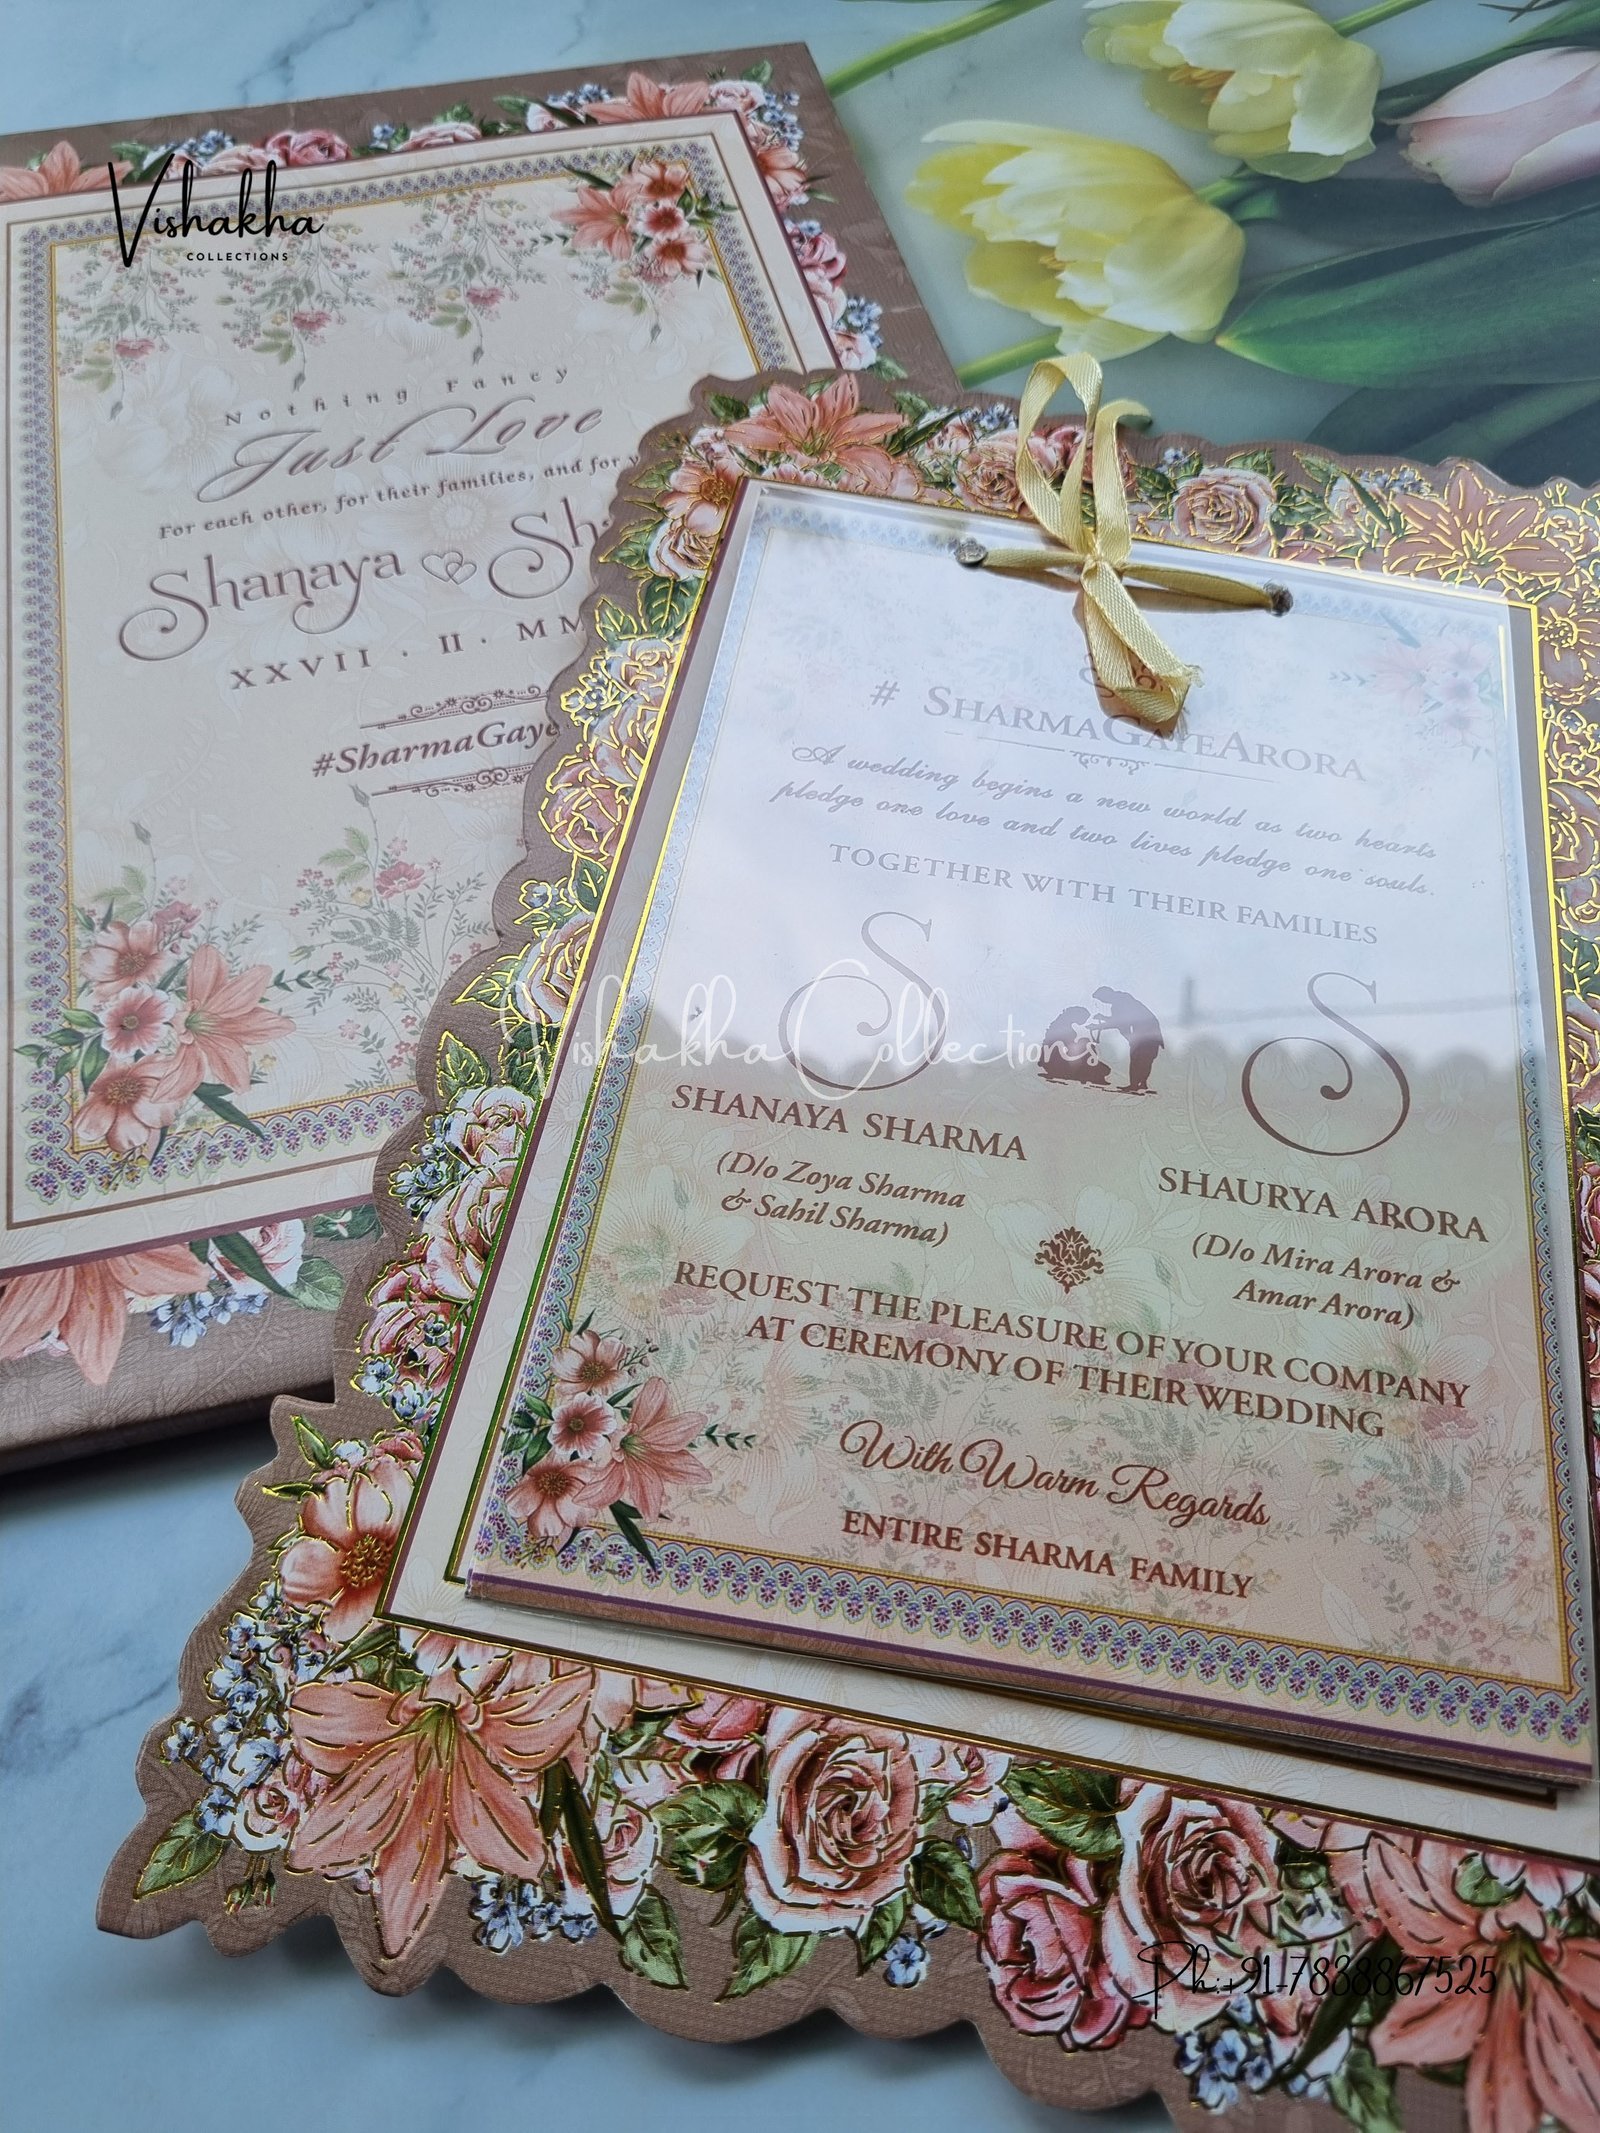 Vishakha
COLLECTIONS
Nothing Fancy
Just Love
For each other, for their families, and for
Shanaya
XXVII . II .
#SharmaGaye
# SHARMAGAYEARORA
A wedding begins a new world as two hearts
pledge one love and two lives pledge one souls.
TOGETHER WITH THEIR FAMILIES
S S
Vishakha Collections
SHANAYA SHARMA
(D/o Zoya Sharma
& Sahil Sharma)
SHAURYA ARORA
(D/o Mira Arora &
Amar Arora)
REQUEST THE PLEASURE OF YOUR COMPANY
AT CEREMONY OF THEIR WEDDING
With Warm Regards
ENTIRE SHARMA FAMILY
Ph:+91-7838867525